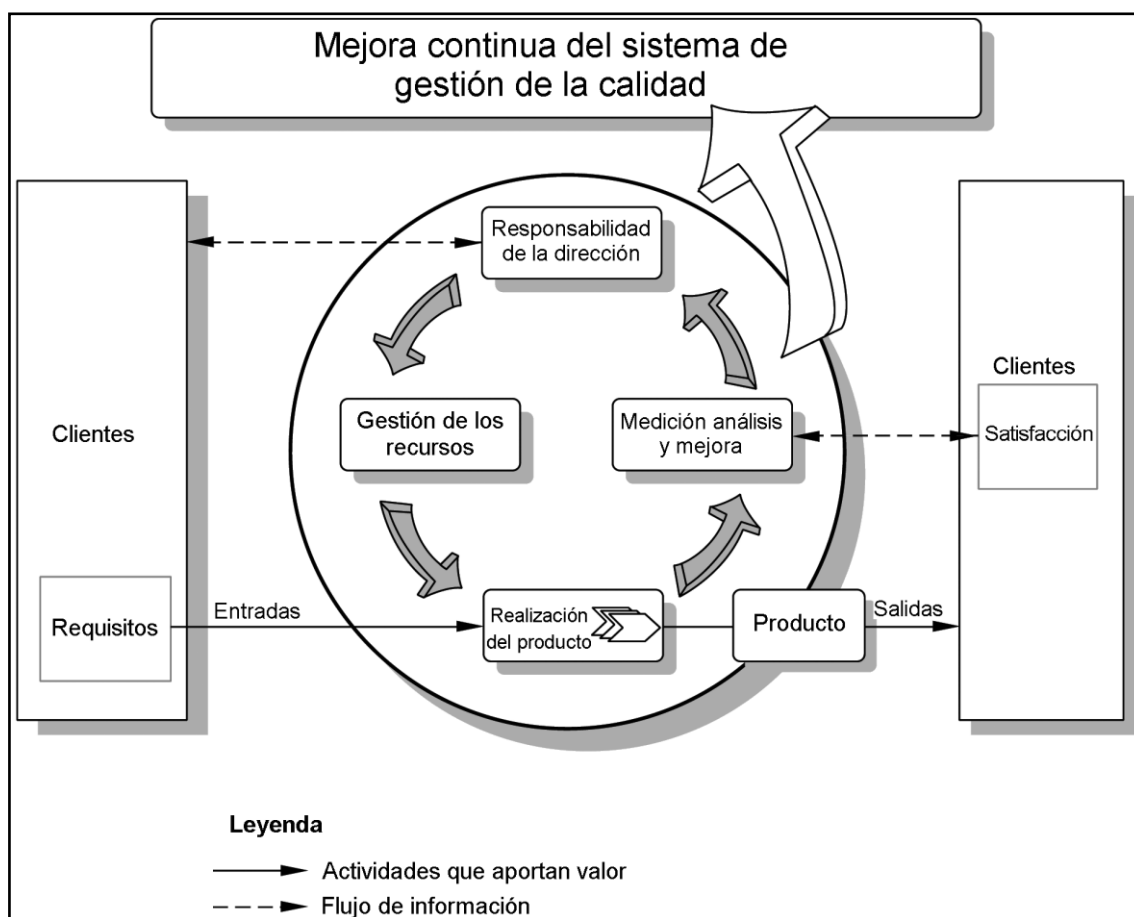 Mejora continua del sistema de
gestión de la calidad
Responsabilidad
de la dirección
Clientes
Gestión de los
recursos
Medición análisis
y mejora
Clientes
Satisfacción
Requisitos
Entradas
Realización
del producto
Producto
Salidas
Leyenda
Actividades que aportan valor
Flujo de información